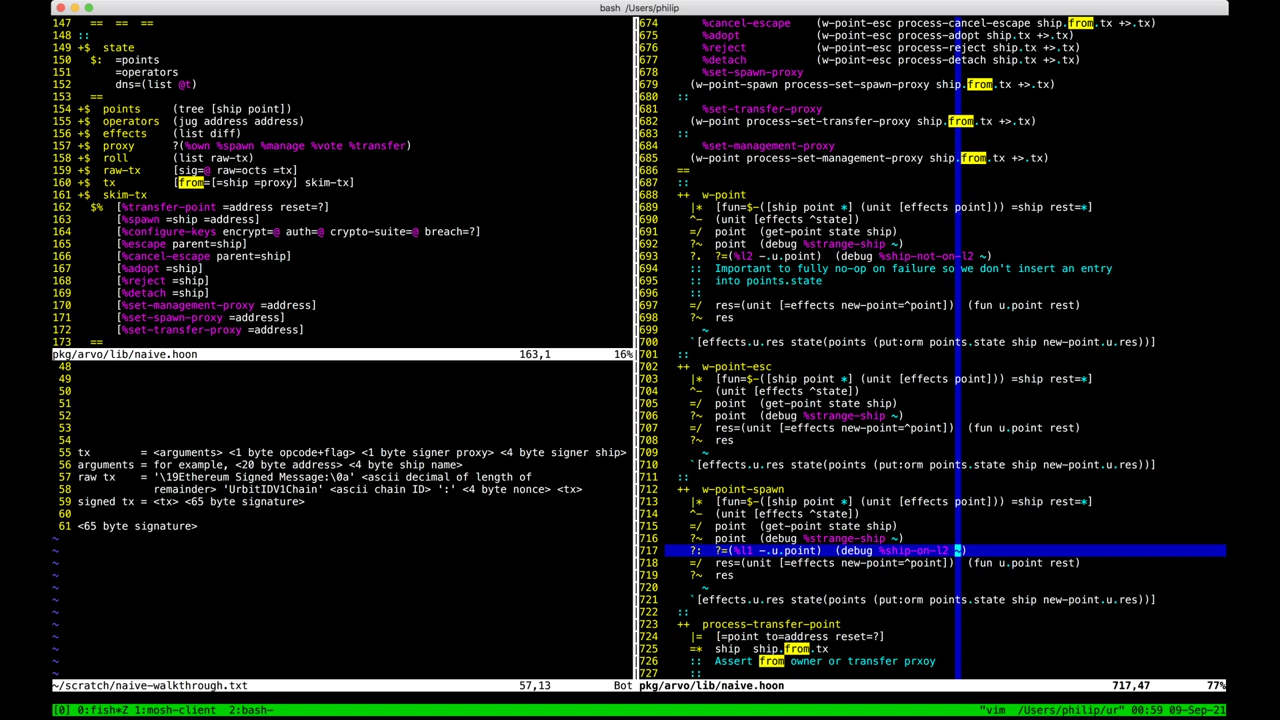 bash /Users/philip
147   ==  ==  ==
148 ::
149 +$  state
150   $:  =points
151       =operators
152       dns=(list @t)
153   ==
154 +$  points     (tree [ship point])
155 +$  operators  (jug address address)
156 +$  effects    (list diff)
157 +$  proxy      ?(%own %spawn %manage %vote %transfer)
158 +$  roll       (list raw-tx)
159 +$  raw-tx     [sig=@ raw=octs =tx]
160 +$  tx         [from=[=ship =proxy] skim-tx]
161 +$  skim-tx
162   $%  [%transfer-point =address reset=?]
163       [%spawn =ship =address]
164       [%configure-keys encrypt=@ auth=@ crypto-suite=@ breach=?]
165       [%escape parent=ship]
166       [%cancel-escape parent=ship]
167       [%adopt =ship]
168       [%reject =ship]
169       [%detach =ship]
170       [%set-management-proxy =address]
171       [%set-spawn-proxy =address]
172       [%set-transfer-proxy =address]
173   ==
pkg/arvo/lib/naive.hoon 163,1 16%
48
49
50
51
52
53
54
55 tx        = <arguments> <1 byte opcode+flag> <1 byte signer proxy> <4 byte signer ship>
56 arguments = for example, <20 byte address> <4 byte ship name>
57 raw tx    = '\19Ethereum Signed Message:\0a' <ascii decimal of length of
58             remainder> 'UrbitIDV1Chain' <ascii chain ID> ':' <4 byte nonce> <tx>
59 signed tx = <tx> <65 byte signature>
60
61 <65 byte signature>
~
~
~
~
~
~
~
~
~
~
~
~
~/scratch/naive-walkthrough.txt 57,13 Bot
674       %cancel-escape    (w-point-esc process-cancel-escape ship.from.tx +>.tx)
675       %adopt            (w-point-esc process-adopt ship.from.tx +>.tx)
676       %reject           (w-point-esc process-reject ship.from.tx +>.tx)
677       %detach           (w-point-esc process-detach ship.from.tx +>.tx)
678       %set-spawn-proxy
679     (w-point-spawn process-set-spawn-proxy ship.from.tx +>.tx)
680   ::
681       %set-transfer-proxy
682     (w-point process-set-transfer-proxy ship.from.tx +>.tx)
683   ::
684       %set-management-proxy
685     (w-point process-set-management-proxy ship.from.tx +>.tx)
686   ==
687   ::
688   ++  w-point
689     |*  [fun=$-([ship point *] (unit [effects point])) =ship rest=*]
690     ^-  (unit [effects ^state])
691     =/  point  (get-point state ship)
692     ?~  point  (debug %strange-ship ~)
693     ?.  ?=(%l2 -.u.point)  (debug %ship-not-on-l2 ~)
694     ::  Important to fully no-op on failure so we don't insert an entry
695     ::  into points.state
696     ::
697     =/  res=(unit [=effects new-point=^point])  (fun u.point rest)
698     ?~  res
699       ~
700     `[effects.u.res state(points (put:orm points.state ship new-point.u.res))]
701   ::
702   ++  w-point-esc
703     |*  [fun=$-([ship point *] (unit [effects point])) =ship rest=*]
704     ^-  (unit [effects ^state])
705     =/  point  (get-point state ship)
706     ?~  point  (debug %strange-ship ~)
707     =/  res=(unit [=effects new-point=^point])  (fun u.point rest)
708     ?~  res
709       ~
710     `[effects.u.res state(points (put:orm points.state ship new-point.u.res))]
711   ::
712   ++  w-point-spawn
713     |*  [fun=$-([ship point *] (unit [effects point])) =ship rest=*]
714     ^-  (unit [effects ^state])
715     =/  point  (get-point state ship)
716     ?~  point  (debug %strange-ship ~)
717     ?:  ?=(%l1 -.u.point)  (debug %ship-on-l2 ~)
718     =/  res=(unit [=effects new-point=^point])  (fun u.point rest)
719     ?~  res
720       ~
721     `[effects.u.res state(points (put:orm points.state ship new-point.u.res))]
722   ::
723   ++  process-transfer-point
724     |=  [=point to=address reset=?]
725     =*  ship  ship.from.tx
726     ::  Assert from owner or transfer prxoy
727     ::
pkg/arvo/lib/naive.hoon 717,47 77%
[0] 0:fish*Z 1:mosh-client  2:bash- "vim  /Users/philip/ur" 00:59 09-Sep-21